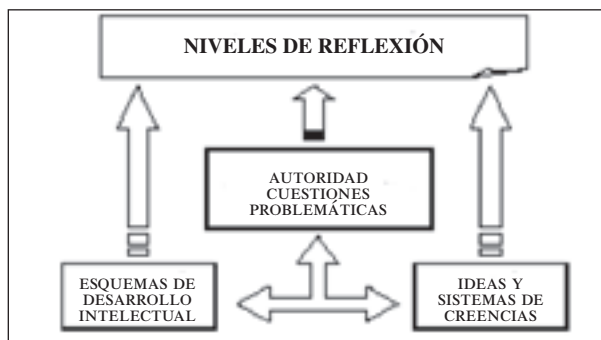 NIVELES DE REFLEXIÓN
AUTORIDAD
CUESTIONES
PROBLEMÁTICAS
ESQUEMAS DE
DESARROLLO
INTELECTUAL
IDEAS Y
SISTEMAS DE
CREENCIAS